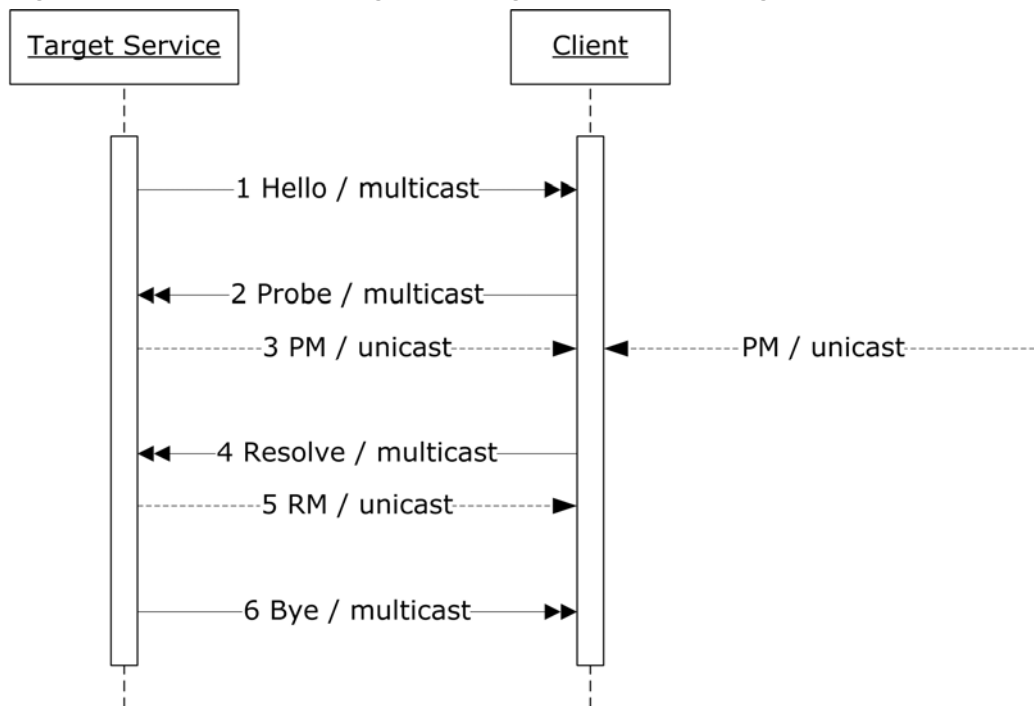 Target Service
Client
1 Hello / multicast
2 Probe / multicast
3 PM / unicast
PM / unicast
4 Resolve / multicast
5 RM / unicast
6 Bye / multicast